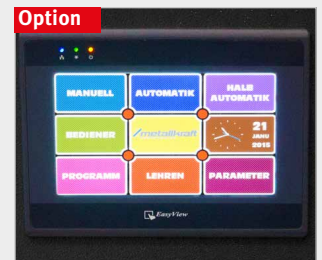 Option
MANUELL
AUTOMATIK
HALB
AUTOMATIK
BEDIENER
metallkraft
21
JANU
2015
PROGRAMM
LEHREN
PARAMETER
EasyView